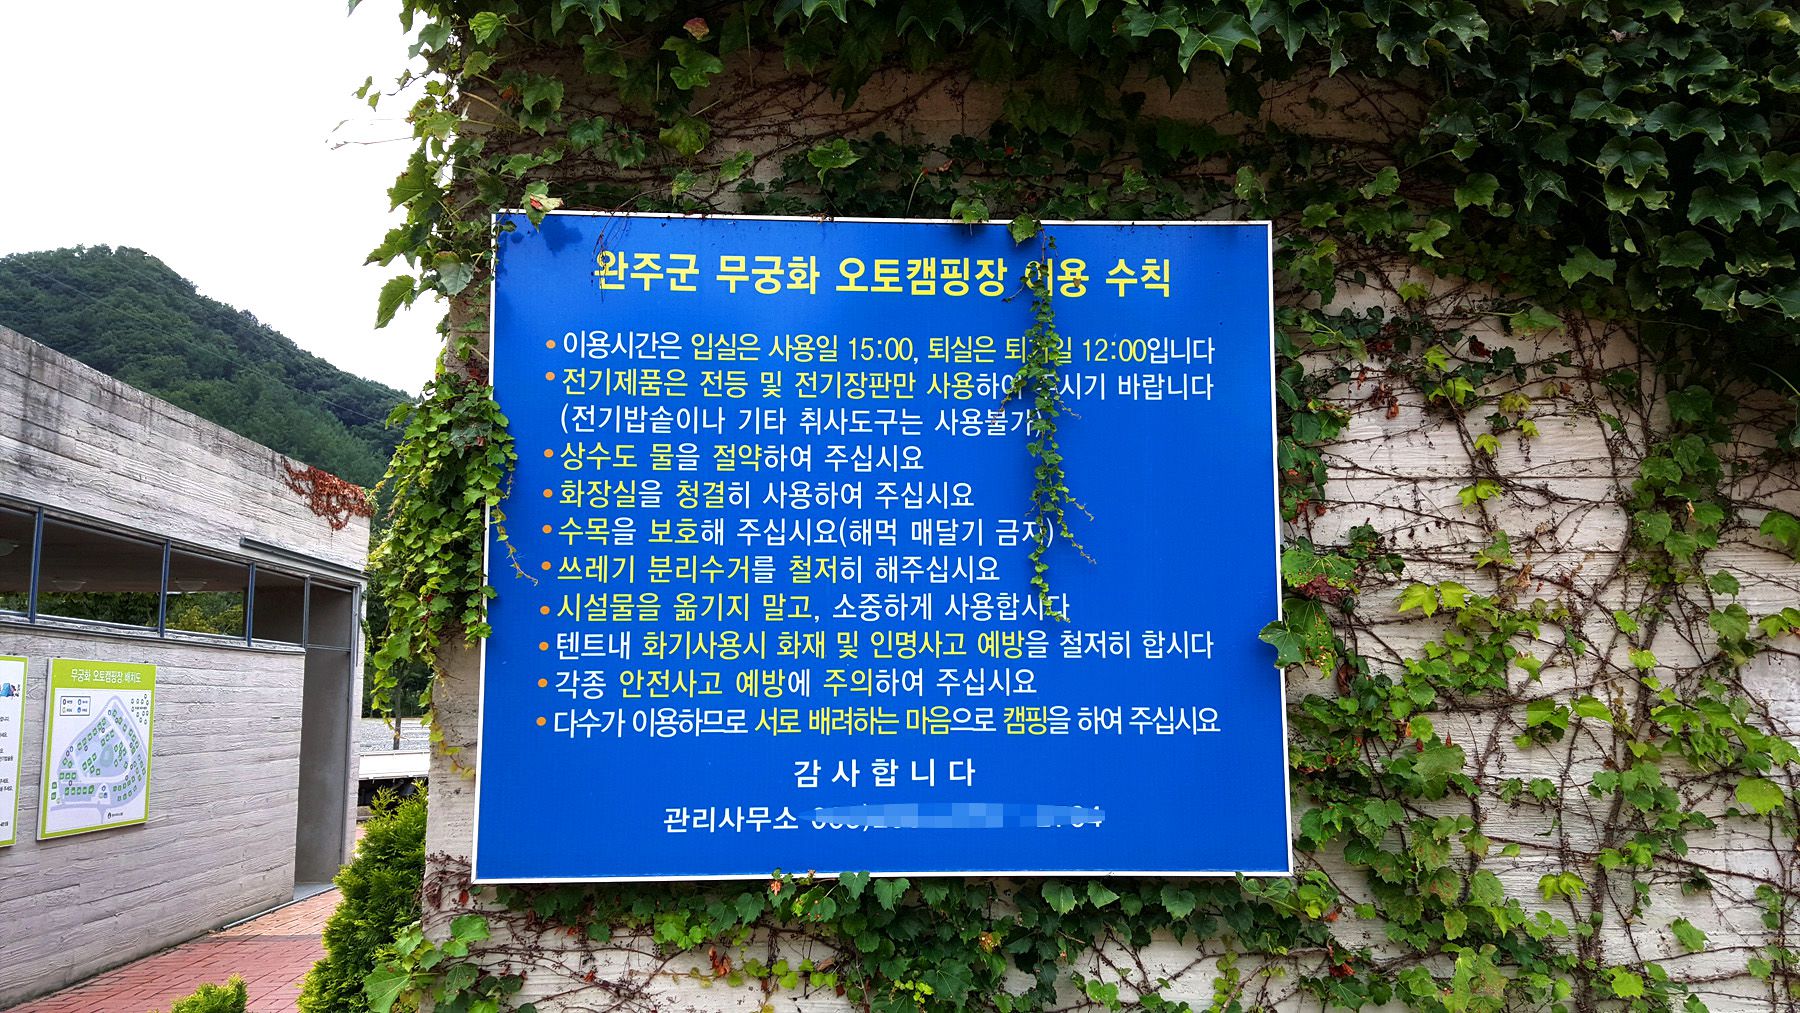 완주군 무궁화 오토캠핑장 이용 수칙
• 이용시간은 입실은 사용일 15:00, 퇴실은 12:00입니다
• 전기제품은 전등 및 전기장판만 사용하여 주시기 바랍니다
(전기밥솥이나 기타 취사도구는 사용불가)
• 상수도 물을 절약하여 주십시요
• 화장실을 청결히 사용하여 주십시요
• 수목을 보호해 주십시요(해먹 매달기 금지)
• 쓰레기 분리수거를 철저히 해주십시요
• 시설물을 옮기지 말고, 소중하게 사용합시다
• 텐트내 화기사용시 화재 및 인명사고 예방을 철저히 합시다
• 각종 안전사고 예방에 주의하여 주십시요
• 다수가 이용하므로 서로 배려하는 마음으로 캠핑을 하여 주십시요
감사합니다
관리사무소
무궁화 오토캠핑장 배치도